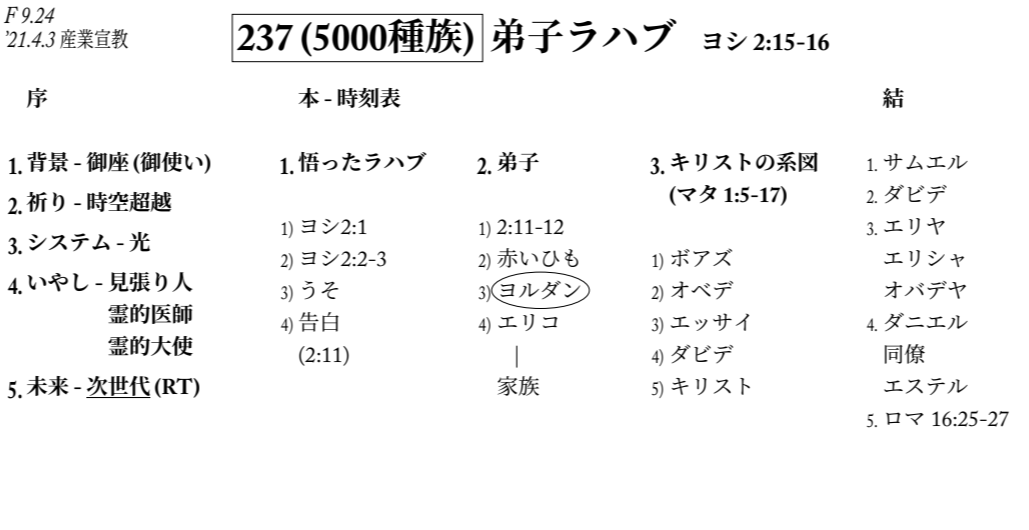 F 9.24
'21.4.3 産業宣教
237 (5000種族) 弟子ラハブ ヨシ 2:15-16
序
1. 背景 - 御座 (御使い)
2. 祈り - 時空超越
3. システム - 光
4. いやし - 見張り人
霊的医師
霊的大使
5. 未来 - 次世代 (RT)
本 - 時刻表
1. 悟ったラハブ
1) ヨシ2:1
2) ヨシ2:2-3
3) うそ
4) 告白
(2:11)
2. 弟子
1) 2:11-12
2) 赤いひも
3) ヨルダン
4) エリコ
|
家族
3. キリストの系図
(マタ 1:5-17)
1) ボアズ
2) オベデ
3) エッサイ
4) ダビデ
5) キリスト
結
1. サムエル
2. ダビデ
3. エリヤ
エリシャ
オバデヤ
4. ダニエル
同僚
エステル
5. ロマ 16:25-27